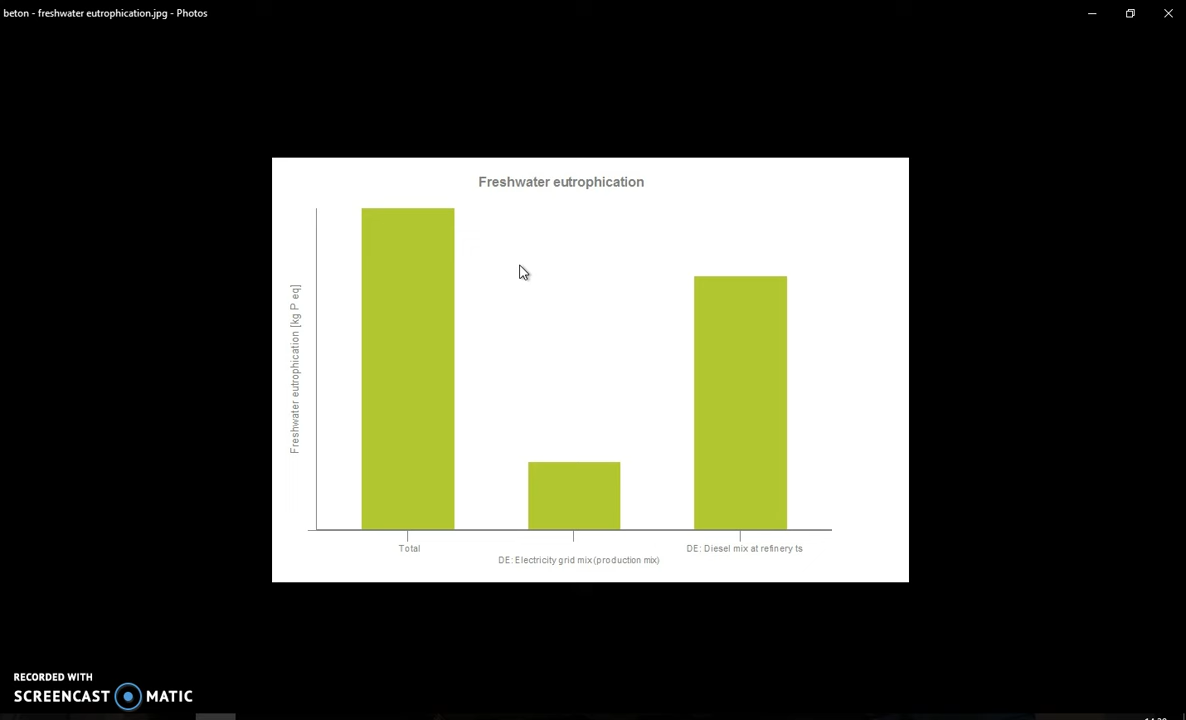 beton - freshwater eutrophication.jpg - Photos
Freshwater eutrophication
Freshwater eutrophication [kg P eq]
Total
DE: Electricity grid mix (production mix)
DE: Diesel mix at refinery ts
RECORDED WITH
SCREENCAST MATIC